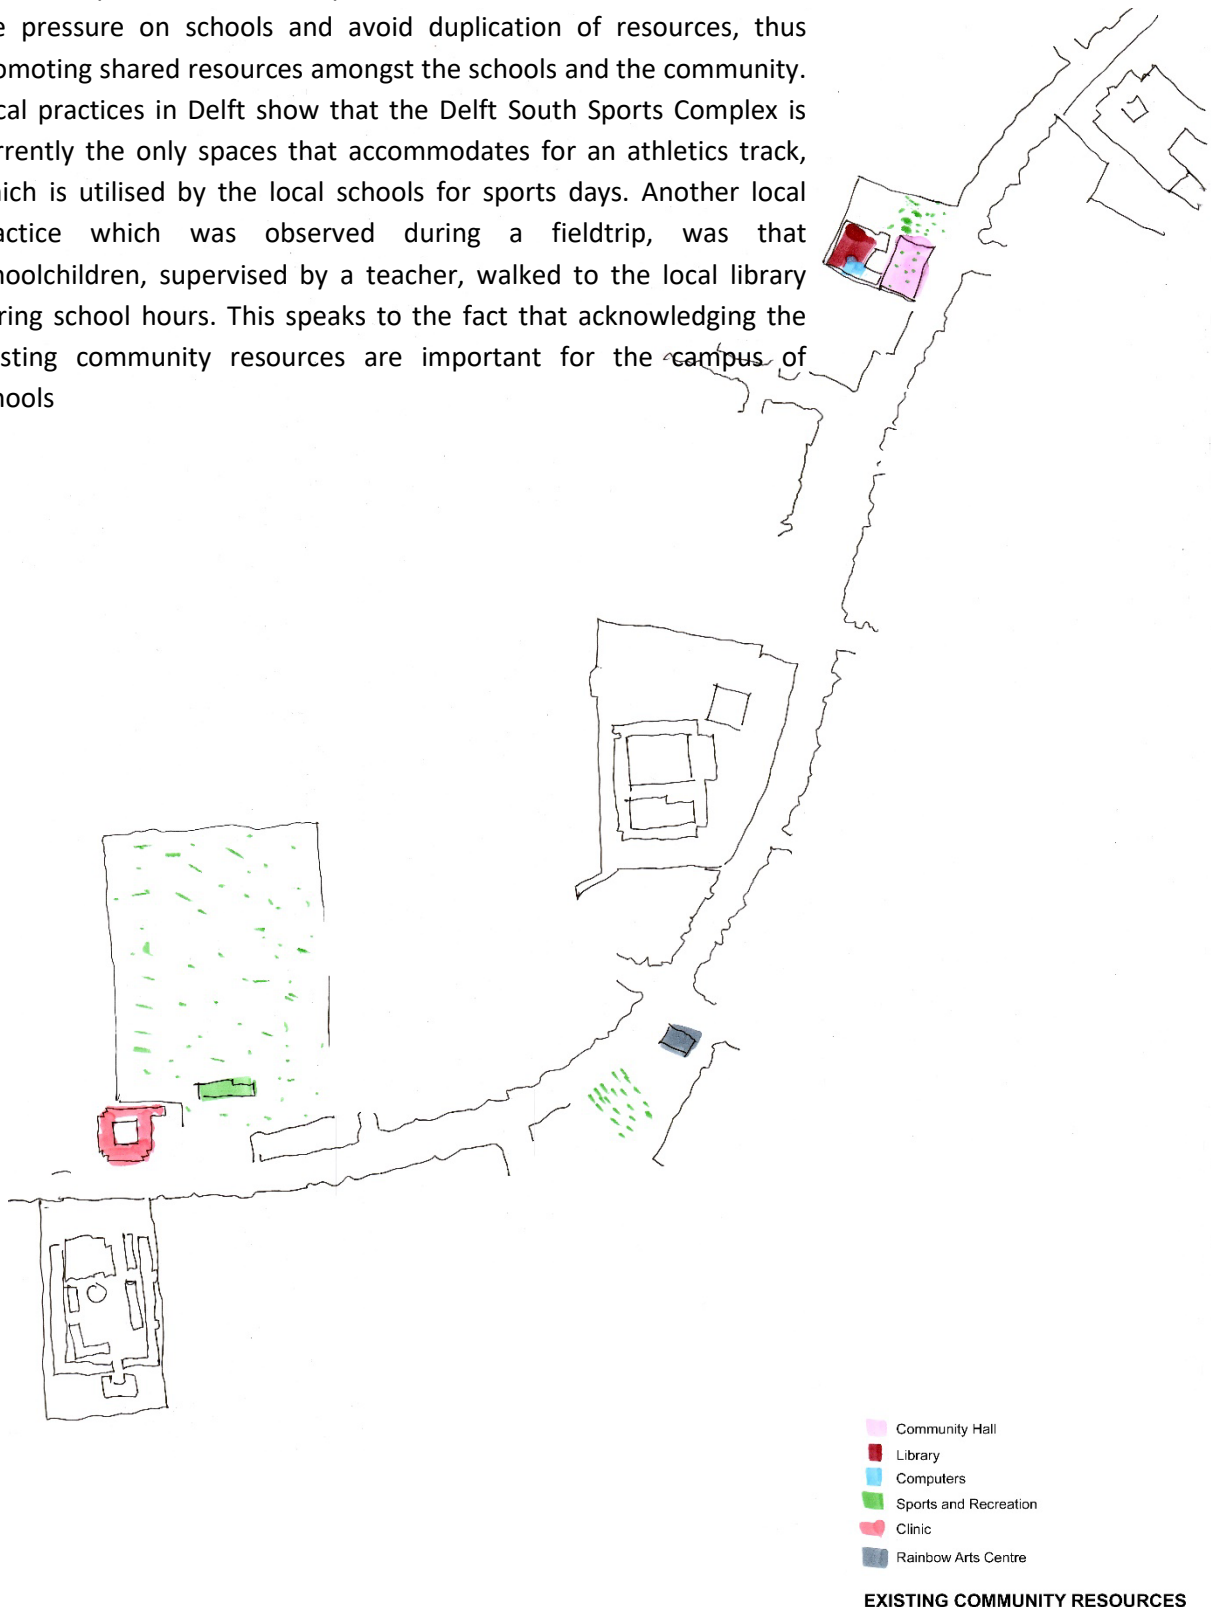 e pressure on schools and avoid duplication of resources, thus
omoting shared resources amongst the schools and the community.
cal practices in Delft show that the Delft South Sports Complex is
rrently the only spaces that accommodates for an athletics track,
hich is utilised by the local schools for sports days. Another local
actice which was observed during a fieldtrip, was that
hoolchildren, supervised by a teacher, walked to the local library
ring school hours. This speaks to the fact that acknowledging the
isting community resources are important for the campus of
hools
Community Hall
Library
Computers
Sports and Recreation
Clinic
Rainbow Arts Centre
EXISTING COMMUNITY RESOURCES